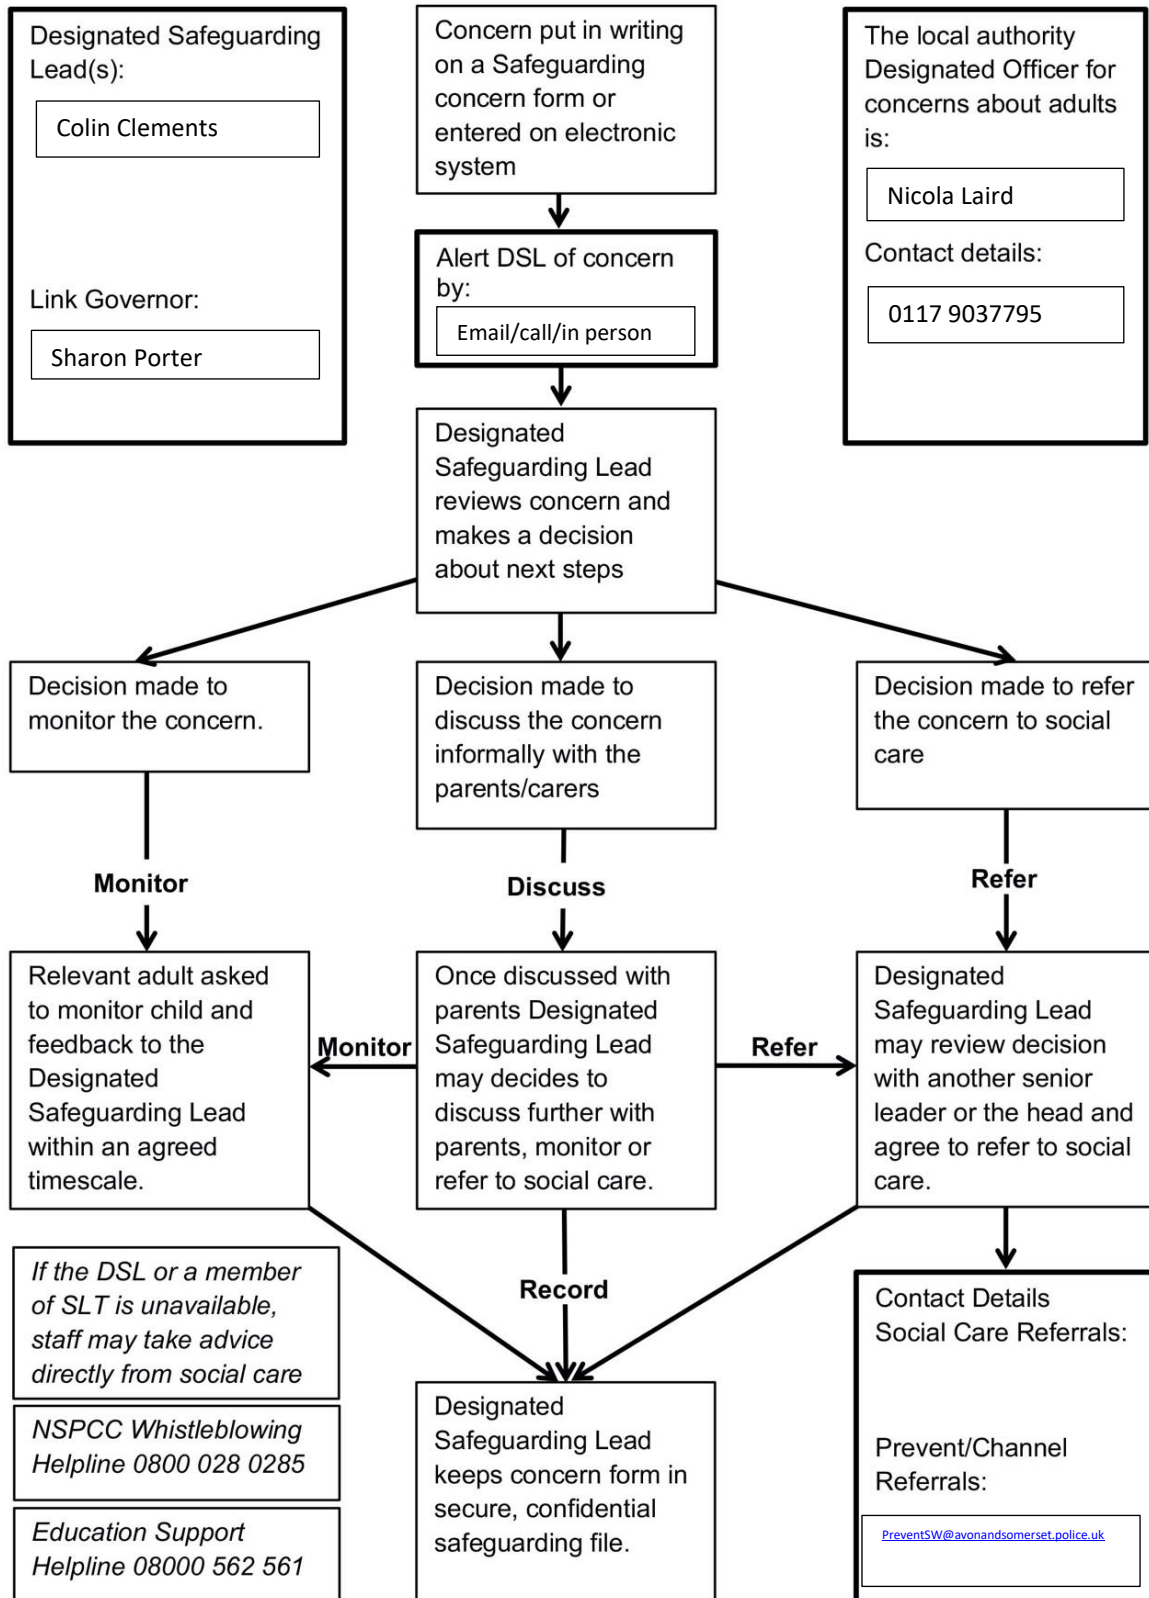 Designated Safeguarding
Lead(s):
Colin Clements
Link Governor:
Sharon Porter
Concern put in writing
on a Safeguarding
concern form or
entered on electronic
system
The local authority
Designated Officer for
concerns about adults
is:
Nicola Laird
Contact details:
0117 9037795
Alert DSL of concern
by:
Email/call/in person
Designated
Safeguarding Lead
reviews concern and
makes a decision
about next steps
Decision made to
monitor the concern.
Decision made to
discuss the concern
informally with the
parents/carers
Decision made to refer
the concern to social
care
Monitor
Discuss
Refer
Relevant adult asked
to monitor child and
feedback to the
Designated
Safeguarding Lead
within an agreed
timescale.
Monitor
Once discussed with
parents Designated
Safeguarding Lead
may decides to
discuss further with
parents, monitor or
refer to social care.
Refer
Designated
Safeguarding Lead
may review decision
with another senior
leader or the head and
agree to refer to social
care.
If the DSL or a member
of SLT is unavailable,
staff may take advice
directly from social care
NSPCC Whistleblowing
Helpline 0800 028 0285
Education Support
Helpline 08000 562 561
Record
Designated
Safeguarding Lead
keeps concern form in
secure, confidential
safeguarding file.
Contact Details
Social Care Referrals:
Prevent/Channel
Referrals:
PreventSW@avonandsomerset.police.uk